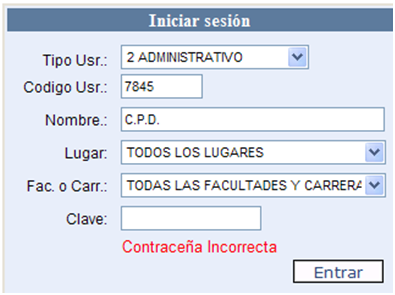 Iniciar sesión
Tipo Usr.: 2 ADMINISTRATIVO
Codigo Usr.: 7845
Nombre.: C.P.D.
Lugar: TODOS LOS LUGARES
Fac. o Carr.: TODAS LAS FACULTADES Y CARRERA
Clave:
Contraceña Incorrecta
Entrar